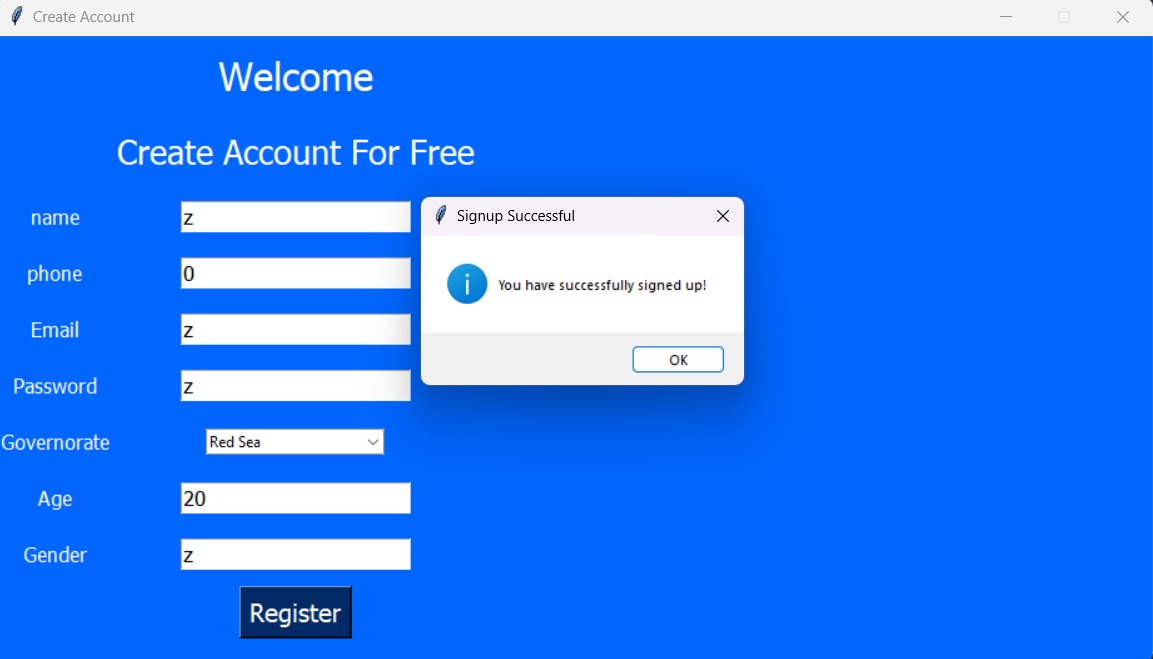 Create Account
Welcome
Create Account For Free
name z
phone 0
Email z
Password z
Governorate Red Sea
Age 20
Gender z
Register
Signup Successful
You have successfully signed up!
OK